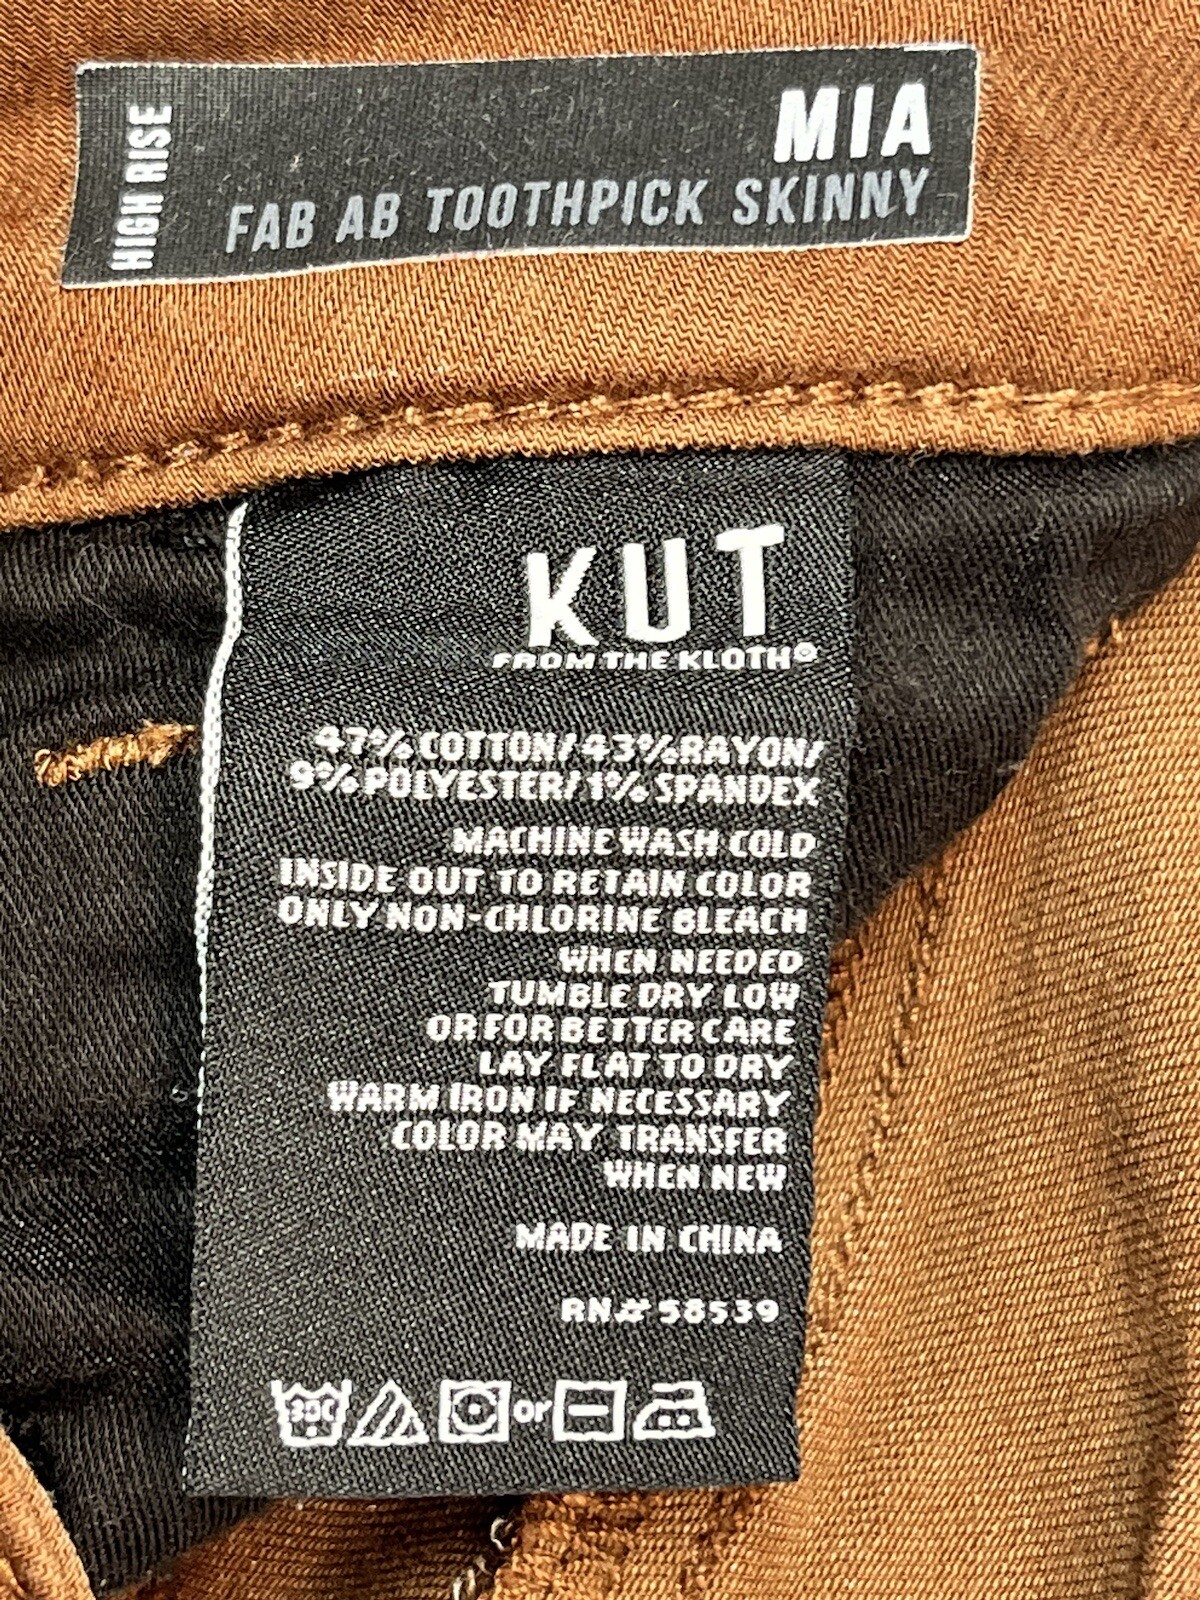 MIA
HIGH RISE
FAB AB TOOTHPICK SKINNY
KUT
FROM THE KLOTH®
47% COTTON/43% RAYON/
9% POLYESTER/1% SPANDEX
MACHINE WASH COLD
INSIDE OUT TO RETAIN COLOR
ONLY NON-CHLORINE BLEACH
WHEN NEEDED
TUMBLE DRY LOW
OR FOR BETTER CARE
LAY FLAT TO DRY
WARM IRON IF NECESSARY
COLOR MAY TRANSFER
WHEN NEW
MADE IN CHINA
RN# 58539
30C or